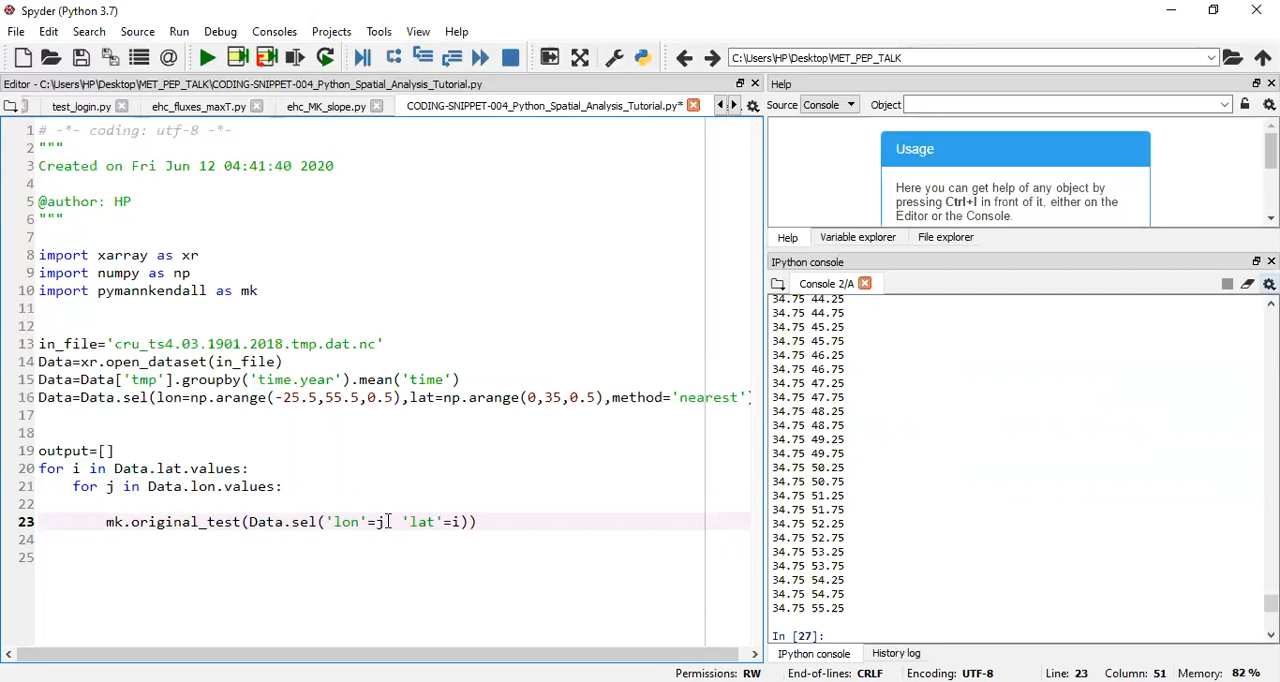 Spyder (Python 3.7)
File Edit Search Source Run Debug Consoles Projects Tools View Help
C:\Users\HP\Desktop\MET_PEP_TALK
Editor - C:\Users\HP\Desktop\MET_PEP_TALK\CODING-SNIPPET-004_Python_Spatial_Analysis_Tutorial.py
test_login.py ehc_fluxes_maxT.py ehc_MK_slope.py CODING-SNIPPET-004_Python_Spatial_Analysis_Tutorial.py*
1 # -*- coding: utf-8 -*-
2 """
3 Created on Fri Jun 12 04:41:40 2020
4
5 @author: HP
6 """
7
8 import xarray as xr
9 import numpy as np
10 import pymannkendall as mk
11
12
13 in_file='cru_ts4.03.1901.2018.tmp.dat.nc'
14 Data=xr.open_dataset(in_file)
15 Data=Data['tmp'].groupby('time.year').mean('time')
16 Data=Data.sel(lon=np.arange(-25.5,55.5,0.5),lat=np.arange(0,35,0.5),method='nearest')
17
18
19 output=[]
20 for i in Data.lat.values:
21 for j in Data.lon.values:
22
23 mk.original_test(Data.sel('lon'=j 'lat'=i))
24
25
Help
Source Console Object
Usage
Here you can get help of any object by
pressing Ctrl+I in front of it, either on the
Editor or the Console.
Help Variable explorer File explorer
IPython console
Console 2/A
34.75 44.25
34.75 44.75
34.75 45.25
34.75 45.75
34.75 46.25
34.75 46.75
34.75 47.25
34.75 47.75
34.75 48.25
34.75 48.75
34.75 49.25
34.75 49.75
34.75 50.25
34.75 50.75
34.75 51.25
34.75 51.75
34.75 52.25
34.75 52.75
34.75 53.25
34.75 53.75
34.75 54.25
34.75 54.75
34.75 55.25
In [27]:
IPython console History log
Permissions: RW End-of-lines: CRLF Encoding: UTF-8 Line: 23 Column: 51 Memory: 82 %